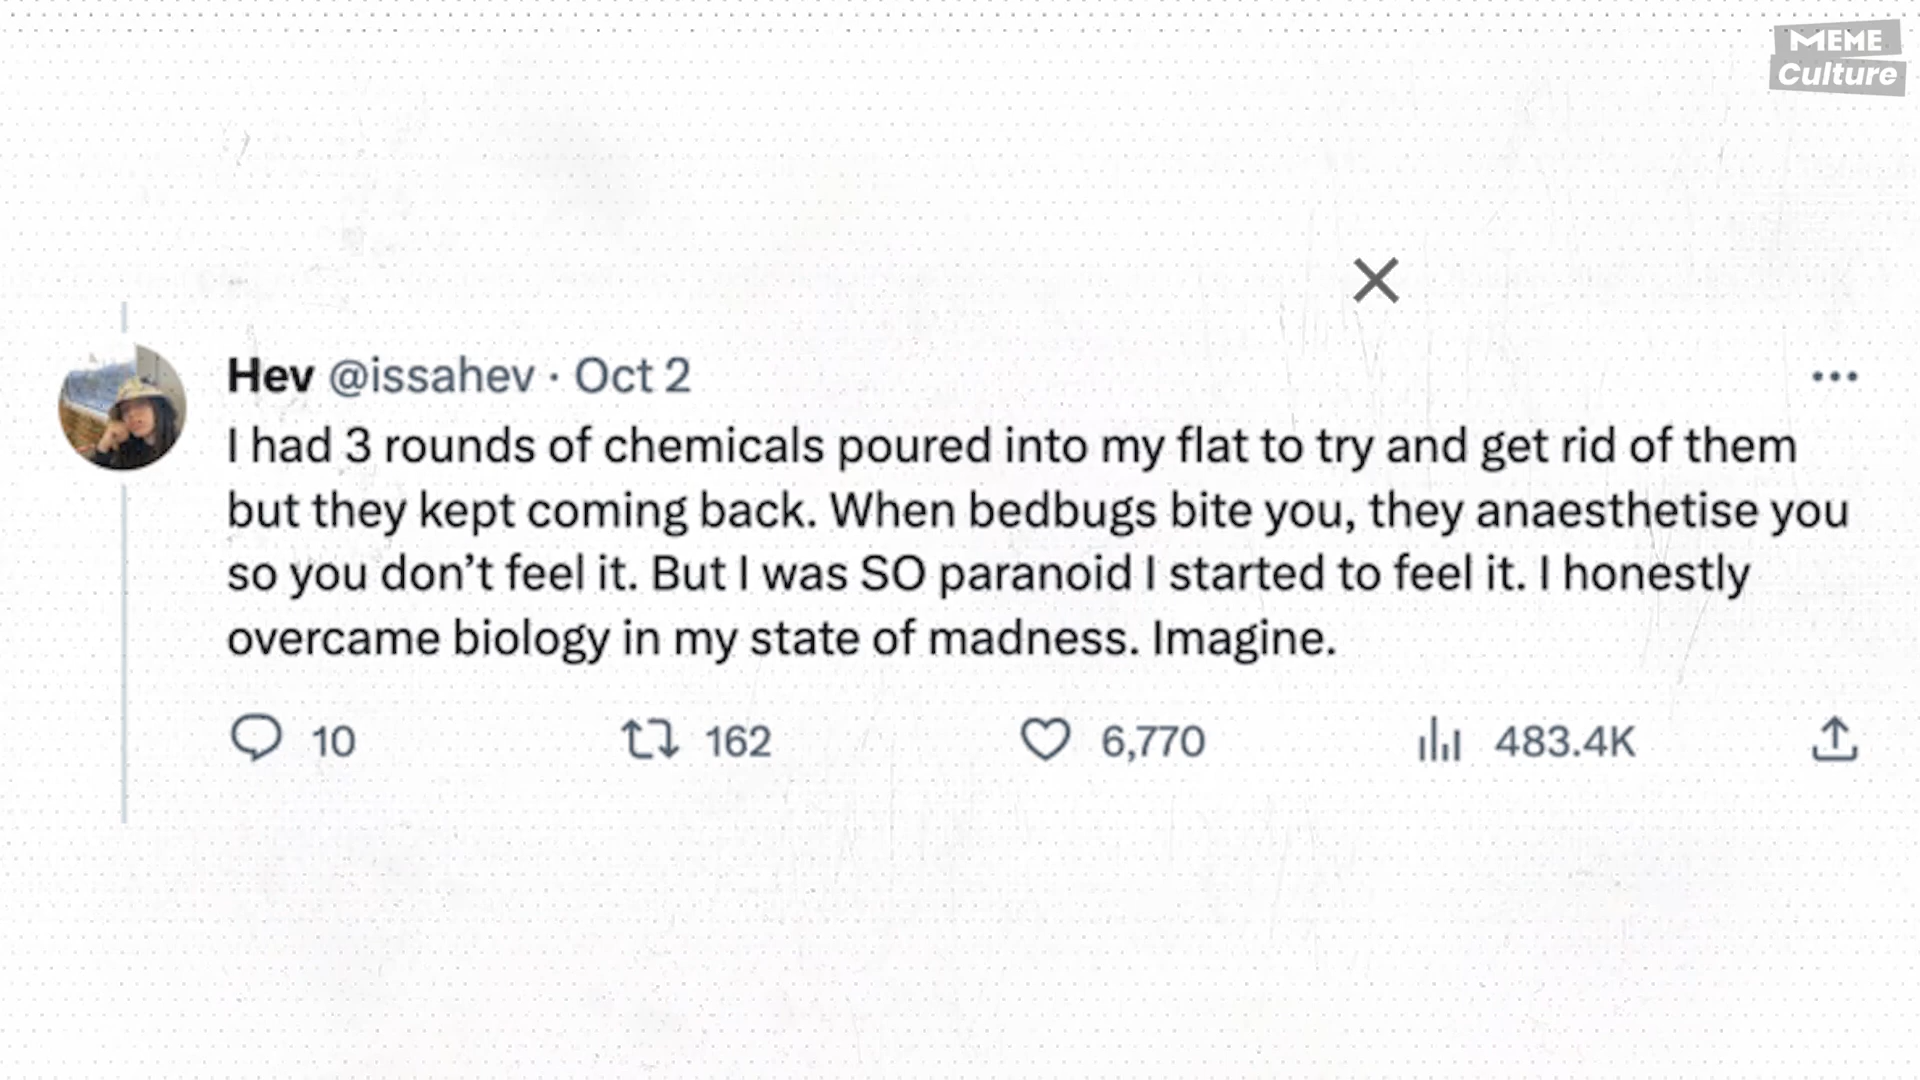 MEME
Culture
Hev @issahev · Oct 2
I had 3 rounds of chemicals poured into my flat to try and get rid of them
but they kept coming back. When bedbugs bite you, they anaesthetise you
so you don’t feel it. But I was SO paranoid I started to feel it. I honestly
overcame biology in my state of madness. Imagine.
10 162 6,770 483.4K